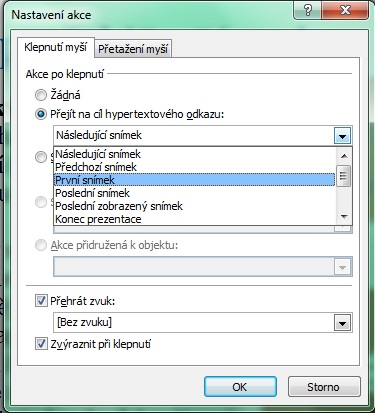 Nastavení akce
Klepnutí myší
Přetažení myší
Akce po klepnutí
Žádná
Přejít na cíl hypertextového odkazu:
Následující snímek
Následující snímek
Předchozí snímek
První snímek
Poslední snímek
Poslední zobrazený snímek
Konec prezentace
Akce přidružená k objektu:
Přehrát zvuk:
[Bez zvuku]
Zvýraznit při klepnutí
OK
Storno